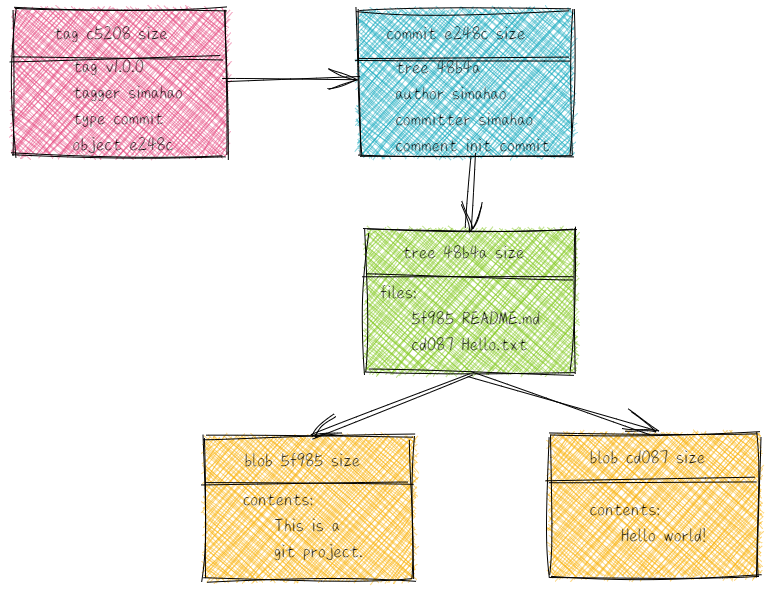 tag c5208 size
tag v1.0.0
tagger simahao
type commit
object e248c
commit e248c size
tree 48b4a
author simahao
committer simahao
comment init commit
tree 48b4a size
files:
5f985 README.md
cd087 Hello.txt
blob 5f985 size
contents:
This is a
git project.
blob cd087 size
contents:
Hello world!